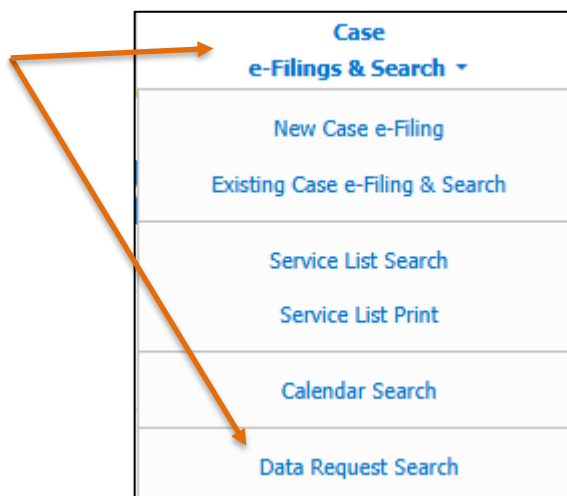 Case
e-Filings & Search
New Case e-Filing
Existing Case e-Filing & Search
Service List Search
Service List Print
Calendar Search
Data Request Search